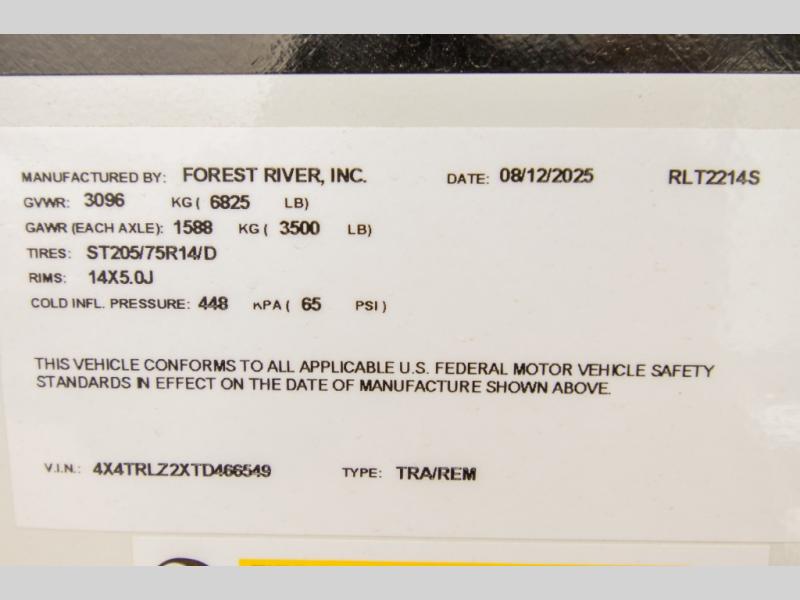 MANUFACTURED BY: FOREST RIVER, INC. DATE: 08/12/2025 RLT2214S
GVWR: 3096 KG ( 6825 LB)
GAWR (EACH AXLE): 1588 KG ( 3500 LB)
TIRES: ST205/75R14/D
RIMS: 14X5.0J
COLD INFL. PRESSURE: 448 KPA ( 65 PSI )
THIS VEHICLE CONFORMS TO ALL APPLICABLE U.S. FEDERAL MOTOR VEHICLE SAFETY
STANDARDS IN EFFECT ON THE DATE OF MANUFACTURE SHOWN ABOVE.
V.I.N.: 4X4TRLZ2XTD466549 TYPE: TRA/REM